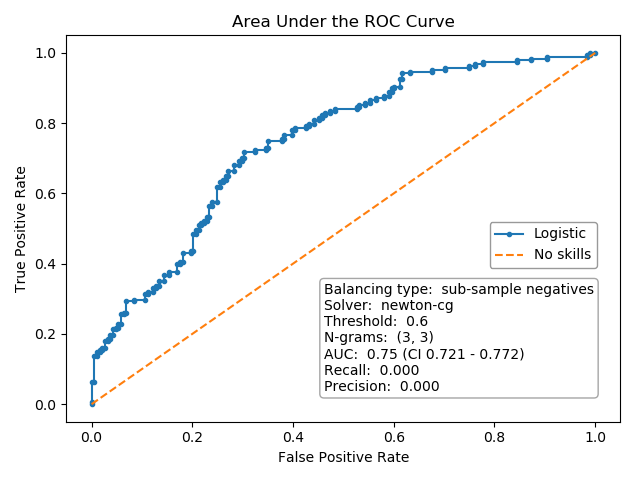 Area Under the ROC Curve
True Positive Rate
1.0
0.8
0.6
0.4
0.2
0.0
Logistic
No skills
Balancing type:  sub-sample negatives
Solver:  newton-cg
Threshold:  0.6
N-grams:  (3, 3)
AUC:  0.75 (CI 0.721 - 0.772)
Recall:  0.000
Precision:  0.000
0.0 0.2 0.4 0.6 0.8 1.0
False Positive Rate